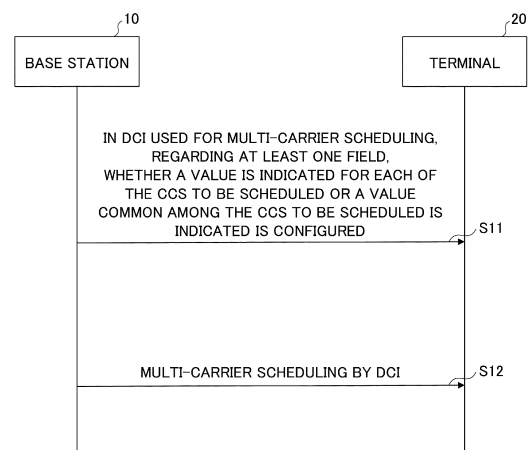 10
20
BASE STATION
TERMINAL
IN DCI USED FOR MULTI-CARRIER SCHEDULING,
REGARDING AT LEAST ONE FIELD,
WHETHER A VALUE IS INDICATED FOR EACH OF
THE CCS TO BE SCHEDULED OR A VALUE
COMMON AMONG THE CCS TO BE SCHEDULED IS
INDICATED IS CONFIGURED
S11
MULTI-CARRIER SCHEDULING BY DCI
S12